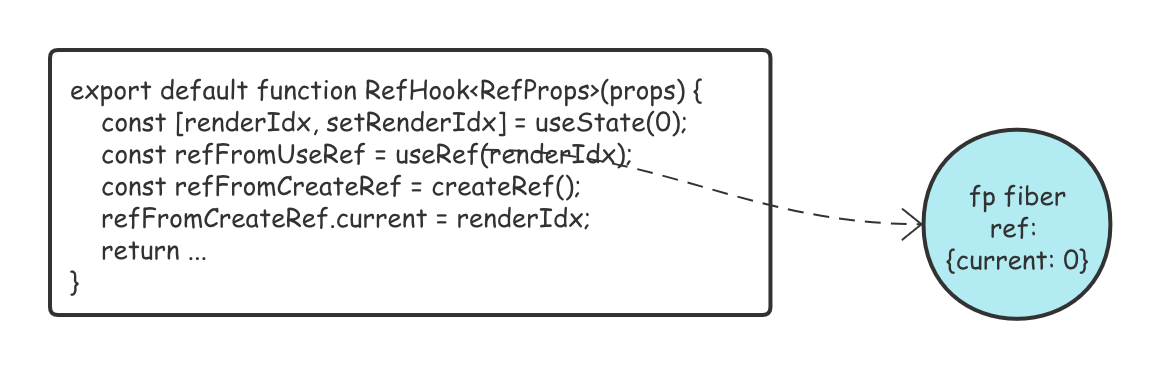 export default function RefHook<RefProps>(props) {
const [renderIdx, setRenderIdx] = useState(0);
const refFromUseRef = useRef(renderIdx);
const refFromCreateRef = createRef();
refFromCreateRef.current = renderIdx;
return ...
}
fp fiber
ref:
{current: 0}